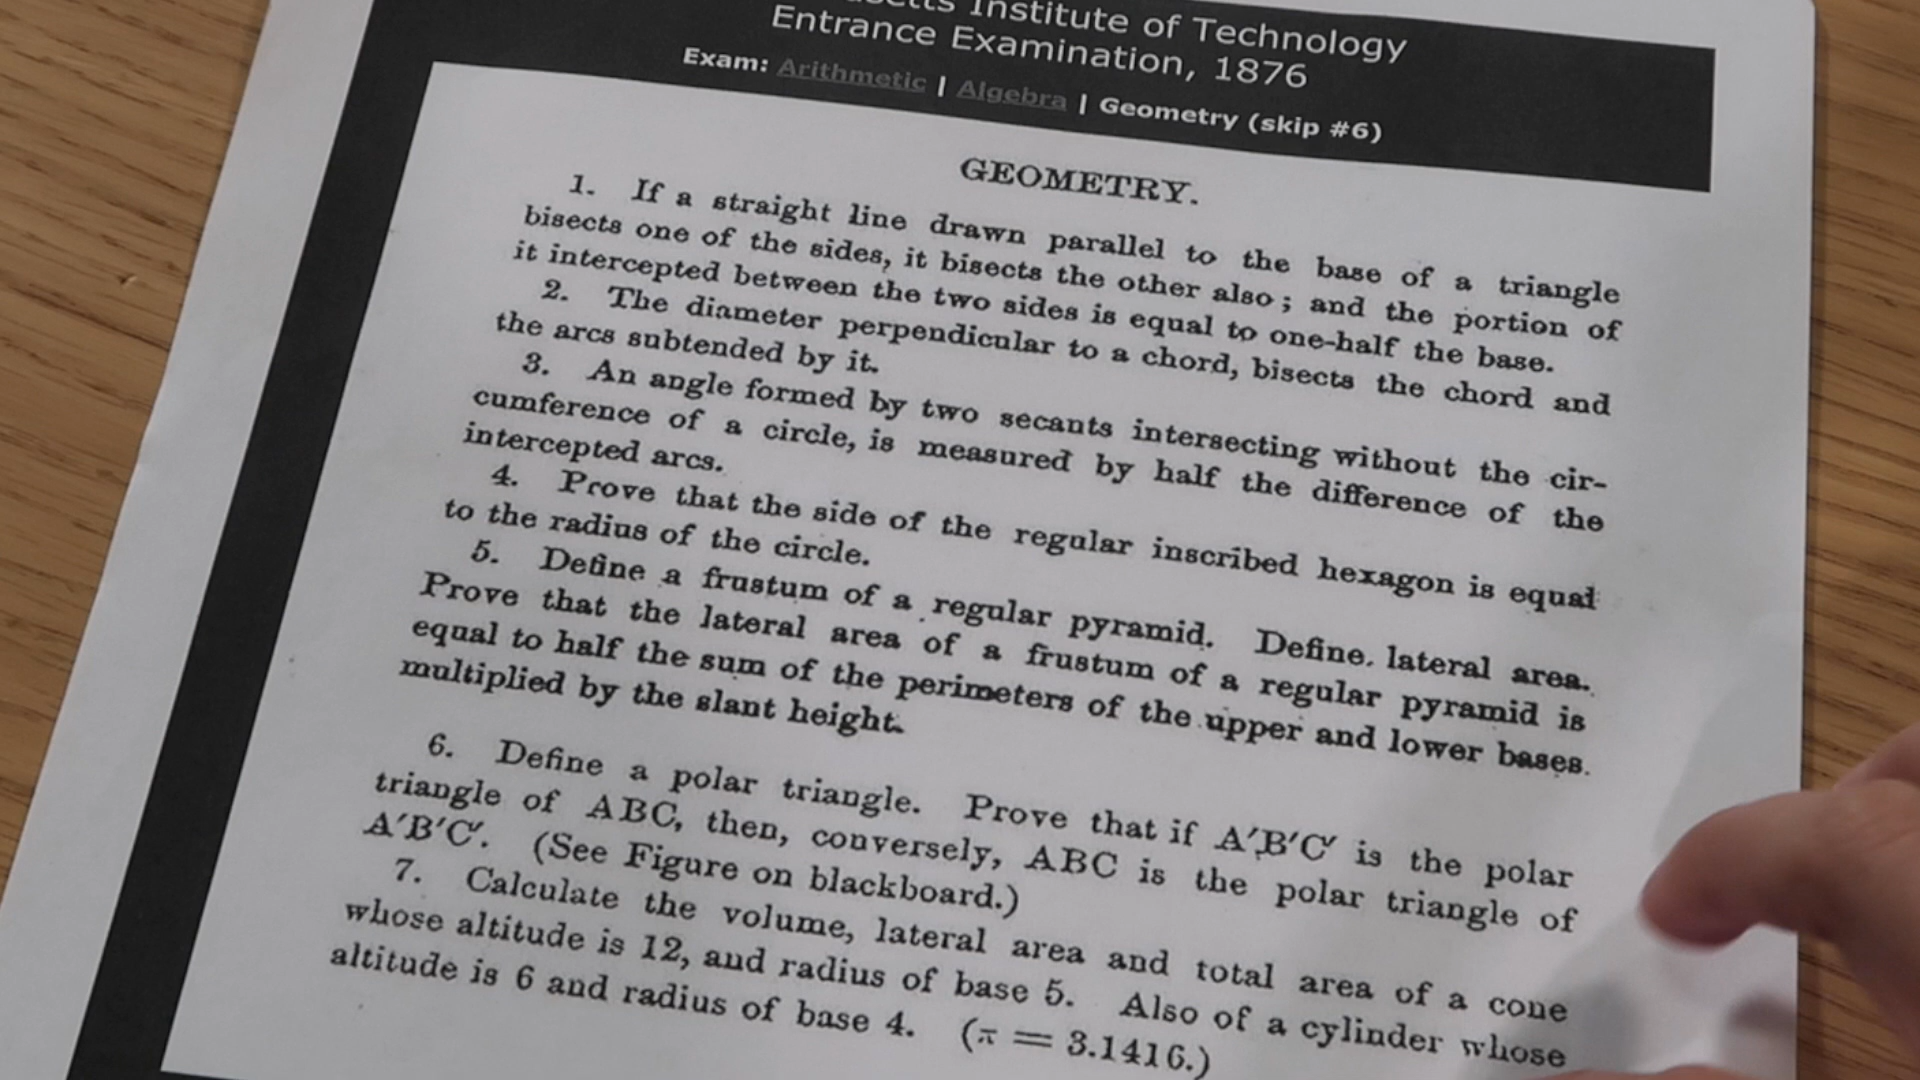 Institute of Technology
Entrance Examination, 1876
Exam: Arithmetic | Algebra | Geometry (skip #6)
GEOMETRY.
1. If a straight line drawn parallel to the base of a triangle
bisects one of the sides, it bisects the other also; and the portion of
it intercepted between the two sides is equal to one-half the base.
2. The diameter perpendicular to a chord, bisects the chord and
the arcs subtended by it.
3. An angle formed by two secants intersecting without the cir-
cumference of a circle, is measured by half the difference of the
intercepted arcs.
4. Prove that the side of the regular inscribed hexagon is equal
to the radius of the circle.
5. Define a frustum of a regular pyramid. Define. lateral area.
Prove that the lateral area of a frustum of a regular pyramid is
equal to half the sum of the perimeters of the upper and lower bases.
multiplied by the slant height.
6. Define a polar triangle. Prove that if A'B'C' is the polar
triangle of ABC, then, conversely, ABC is the polar triangle of
A'B'C'. (See Figure on blackboard.)
7. Calculate the volume, lateral area and total area of a cone
whose altitude is 12, and radius of base 5. Also of a cylinder whose
altitude is 6 and radius of base 4. (π = 3.1416.)